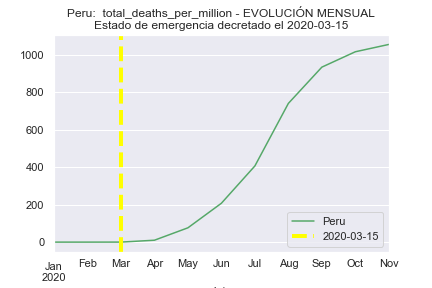 Peru:  total_deaths_per_million - EVOLUCIÓN MENSUAL
Estado de emergencia decretado el 2020-03-15
1000
800
600
400
200
0
Jan Feb Mar Apr May Jun Jul Aug Sep Oct Nov
2020
Peru
2020-03-15